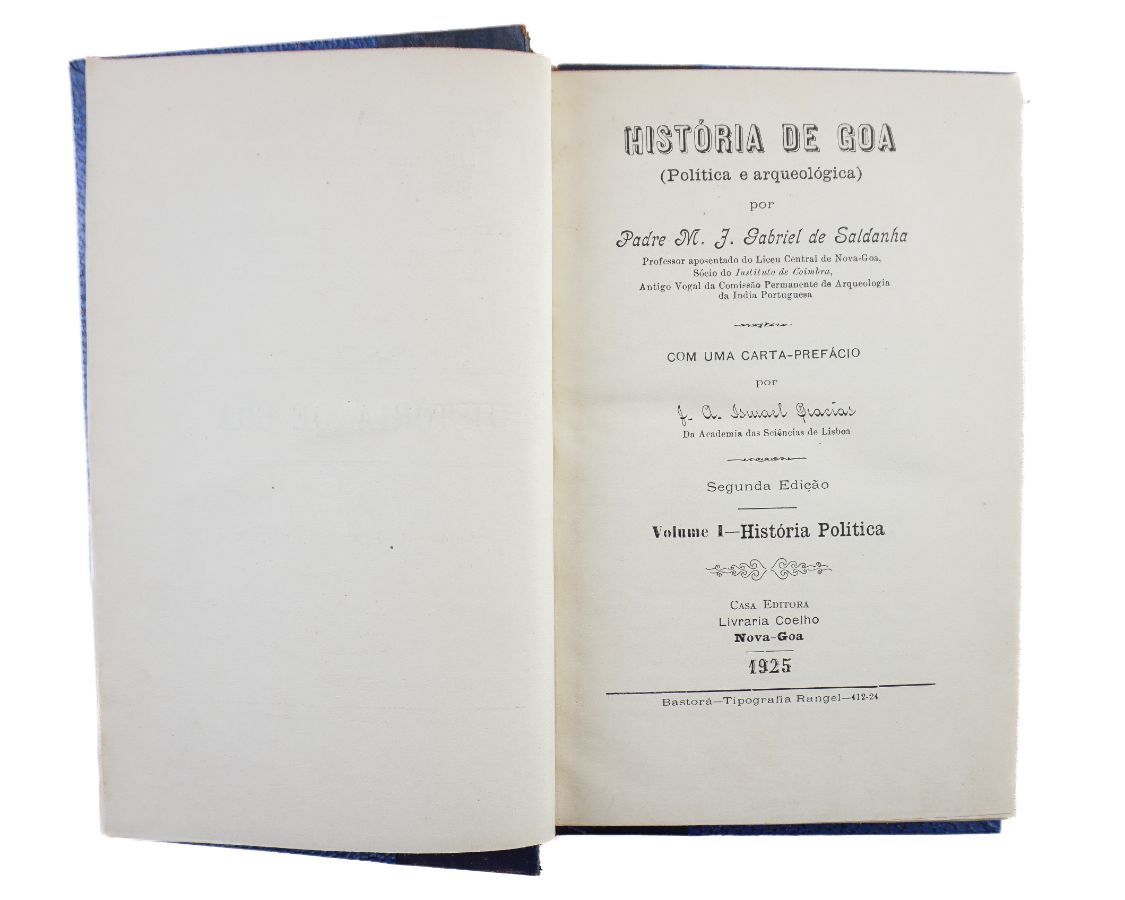 HISTÓRIA DE GOA
(Política e arqueológica)
por
Padre M. J. Gabriel de Saldanha
Professor aposentado do Liceu Central de Nova-Goa,
Sócio do Instituto de Coimbra,
Antigo Vogal da Comissão Permanente de Arqueologia
da India Portuguesa
COM UMA CARTA-PREFÁCIO
por
J. A. Ismael Gracias
Da Academia das Sciências de Lisboa
Segunda Edição
Volume I—História Política
CASA EDITORA
Livraria Coelho
Nova-Goa
1925
Bastorá—Tipografia Rangel—412-24